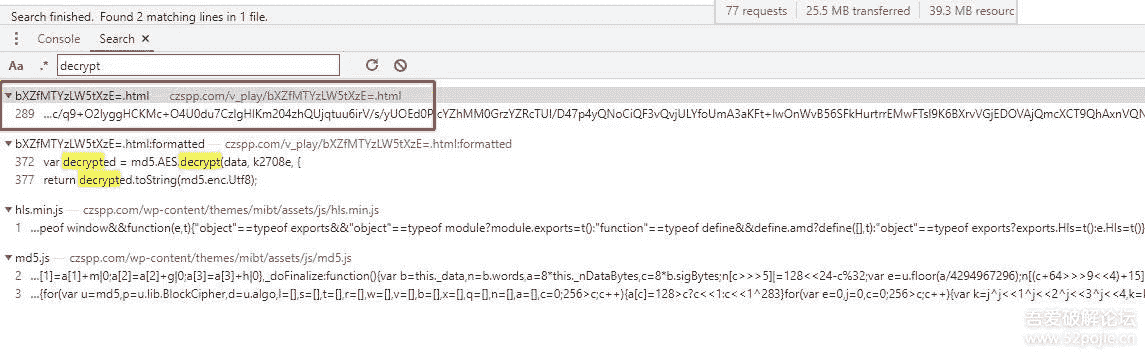 77 requests 25.5 MB transferred 39.3 MB resourc
Search finished. Found 2 matching lines in 1 file.
Console Search ×
Aa .* decrypt
bXZfMTYzLW5tXzE=.html — czspp.com/v_play/bXZfMTYzLW5tXzE=.html
289 ...c/q9+O2IyggHCKMc+O4U0du7CzIgHIKm204zhQUjqtuu6irV/s/yUOEd0P cYZhMM0GrzYZRcTUI/D47p4yQNoCiQF3vQvjULYfoUmA3aKFt+IwOnWvB56SFkHurtrrEMwFTsI9K6BXrvVGjEDOVAjQmcXCT9QhAxnVQN
bXZfMTYzLW5tXzE=.html:formatted — czspp.com/v_play/bXZfMTYzLW5tXzE=.html:formatted
372 var decrypted = md5.AES.decrypt(data, k2708e, {
377 return decrypted.toString(md5.enc.Utf8);
hls.min.js — czspp.com/wp-content/themes/mibt/assets/js/hls.min.js
1 ...peof window&&function(e,t){"object"==typeof exports&&"object"==typeof module?module.exports=t():"function"==typeof define&&define.amd?define([],t):"object"==typeof exports?exports.Hls=t():e.Hls=t()}
md5.js — czspp.com/wp-content/themes/mibt/assets/js/md5.js
2 ...[1]=a[1]+m|0;a[2]=a[2]+g|0;a[3]=a[3]+h|0},_doFinalize:function(){var b=this._data,n=b.words,a=8*this._nDataBytes,c=8*b.sigBytes;n[c>>>5]|=128<<24-c%32;var e=u.floor(a/4294967296);n[(c+64>>>9<<4)+15]
3 ...{for(var u=md5,p=u.lib.BlockCipher,d=u.algo,l=[],s=[],t=[],r=[],w=[],v=[],b=[],x=[],q=[],n=[],a=[],c=0;256>c;c++){a[c]=128>c?c<<1:c<<1^283}for(var e=0,j=0,c=0;256>c;c++){var k=j^j<<1^j<<2^j<<3^j<<4,k=k
吾爱破解论坛
www.52pojie.cn